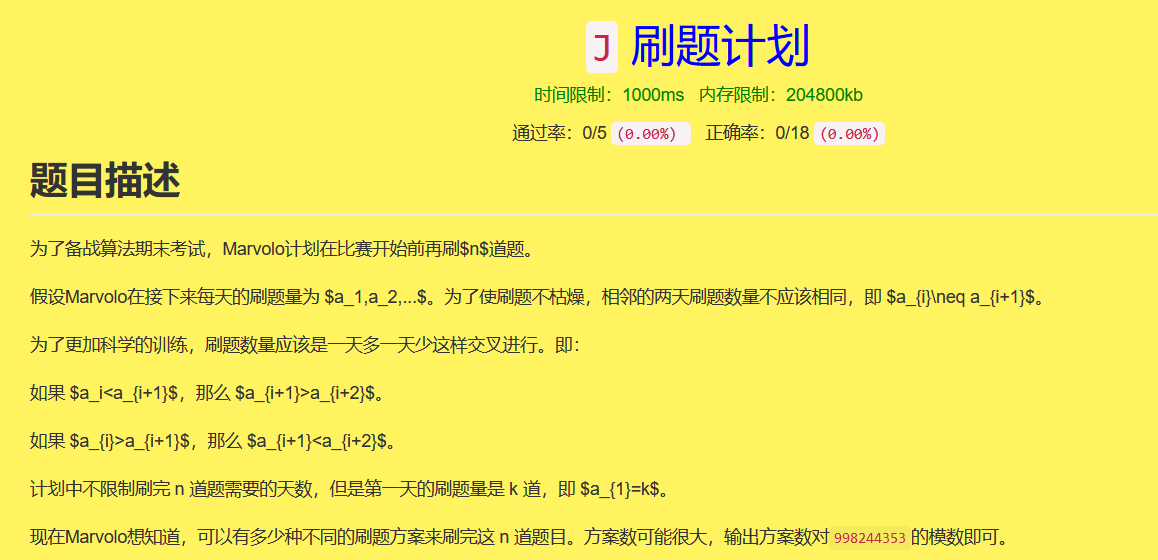 J 刷题计划
时间限制：1000ms 内存限制：204800kb
通过率：0/5 (0.00%) 正确率：0/18 (0.00%)
题目描述
为了备战算法期末考试，Marvolo计划在比赛开始前再刷$n$道题。
假设Marvolo在接下来每天的刷题量为 $a_1,a_2,...$。为了使刷题不枯燥，相邻的两天刷题数量不应该相同，即 $a_{i}\neq a_{i+1}$。
为了更加科学的训练，刷题数量应该是一天多一天少这样交叉进行。即：
如果 $a_i<a_{i+1}$，那么 $a_{i+1}>a_{i+2}$。
如果 $a_{i}>a_{i+1}$，那么 $a_{i+1}<a_{i+2}$。
计划中不限制刷完 n 道题需要的天数，但是第一天的刷题量是 k 道，即 $a_{1}=k$。
现在Marvolo想知道，可以有多少种不同的刷题方案来刷完这 n 道题目。方案数可能很大，输出方案数对 998244353 的模数即可。